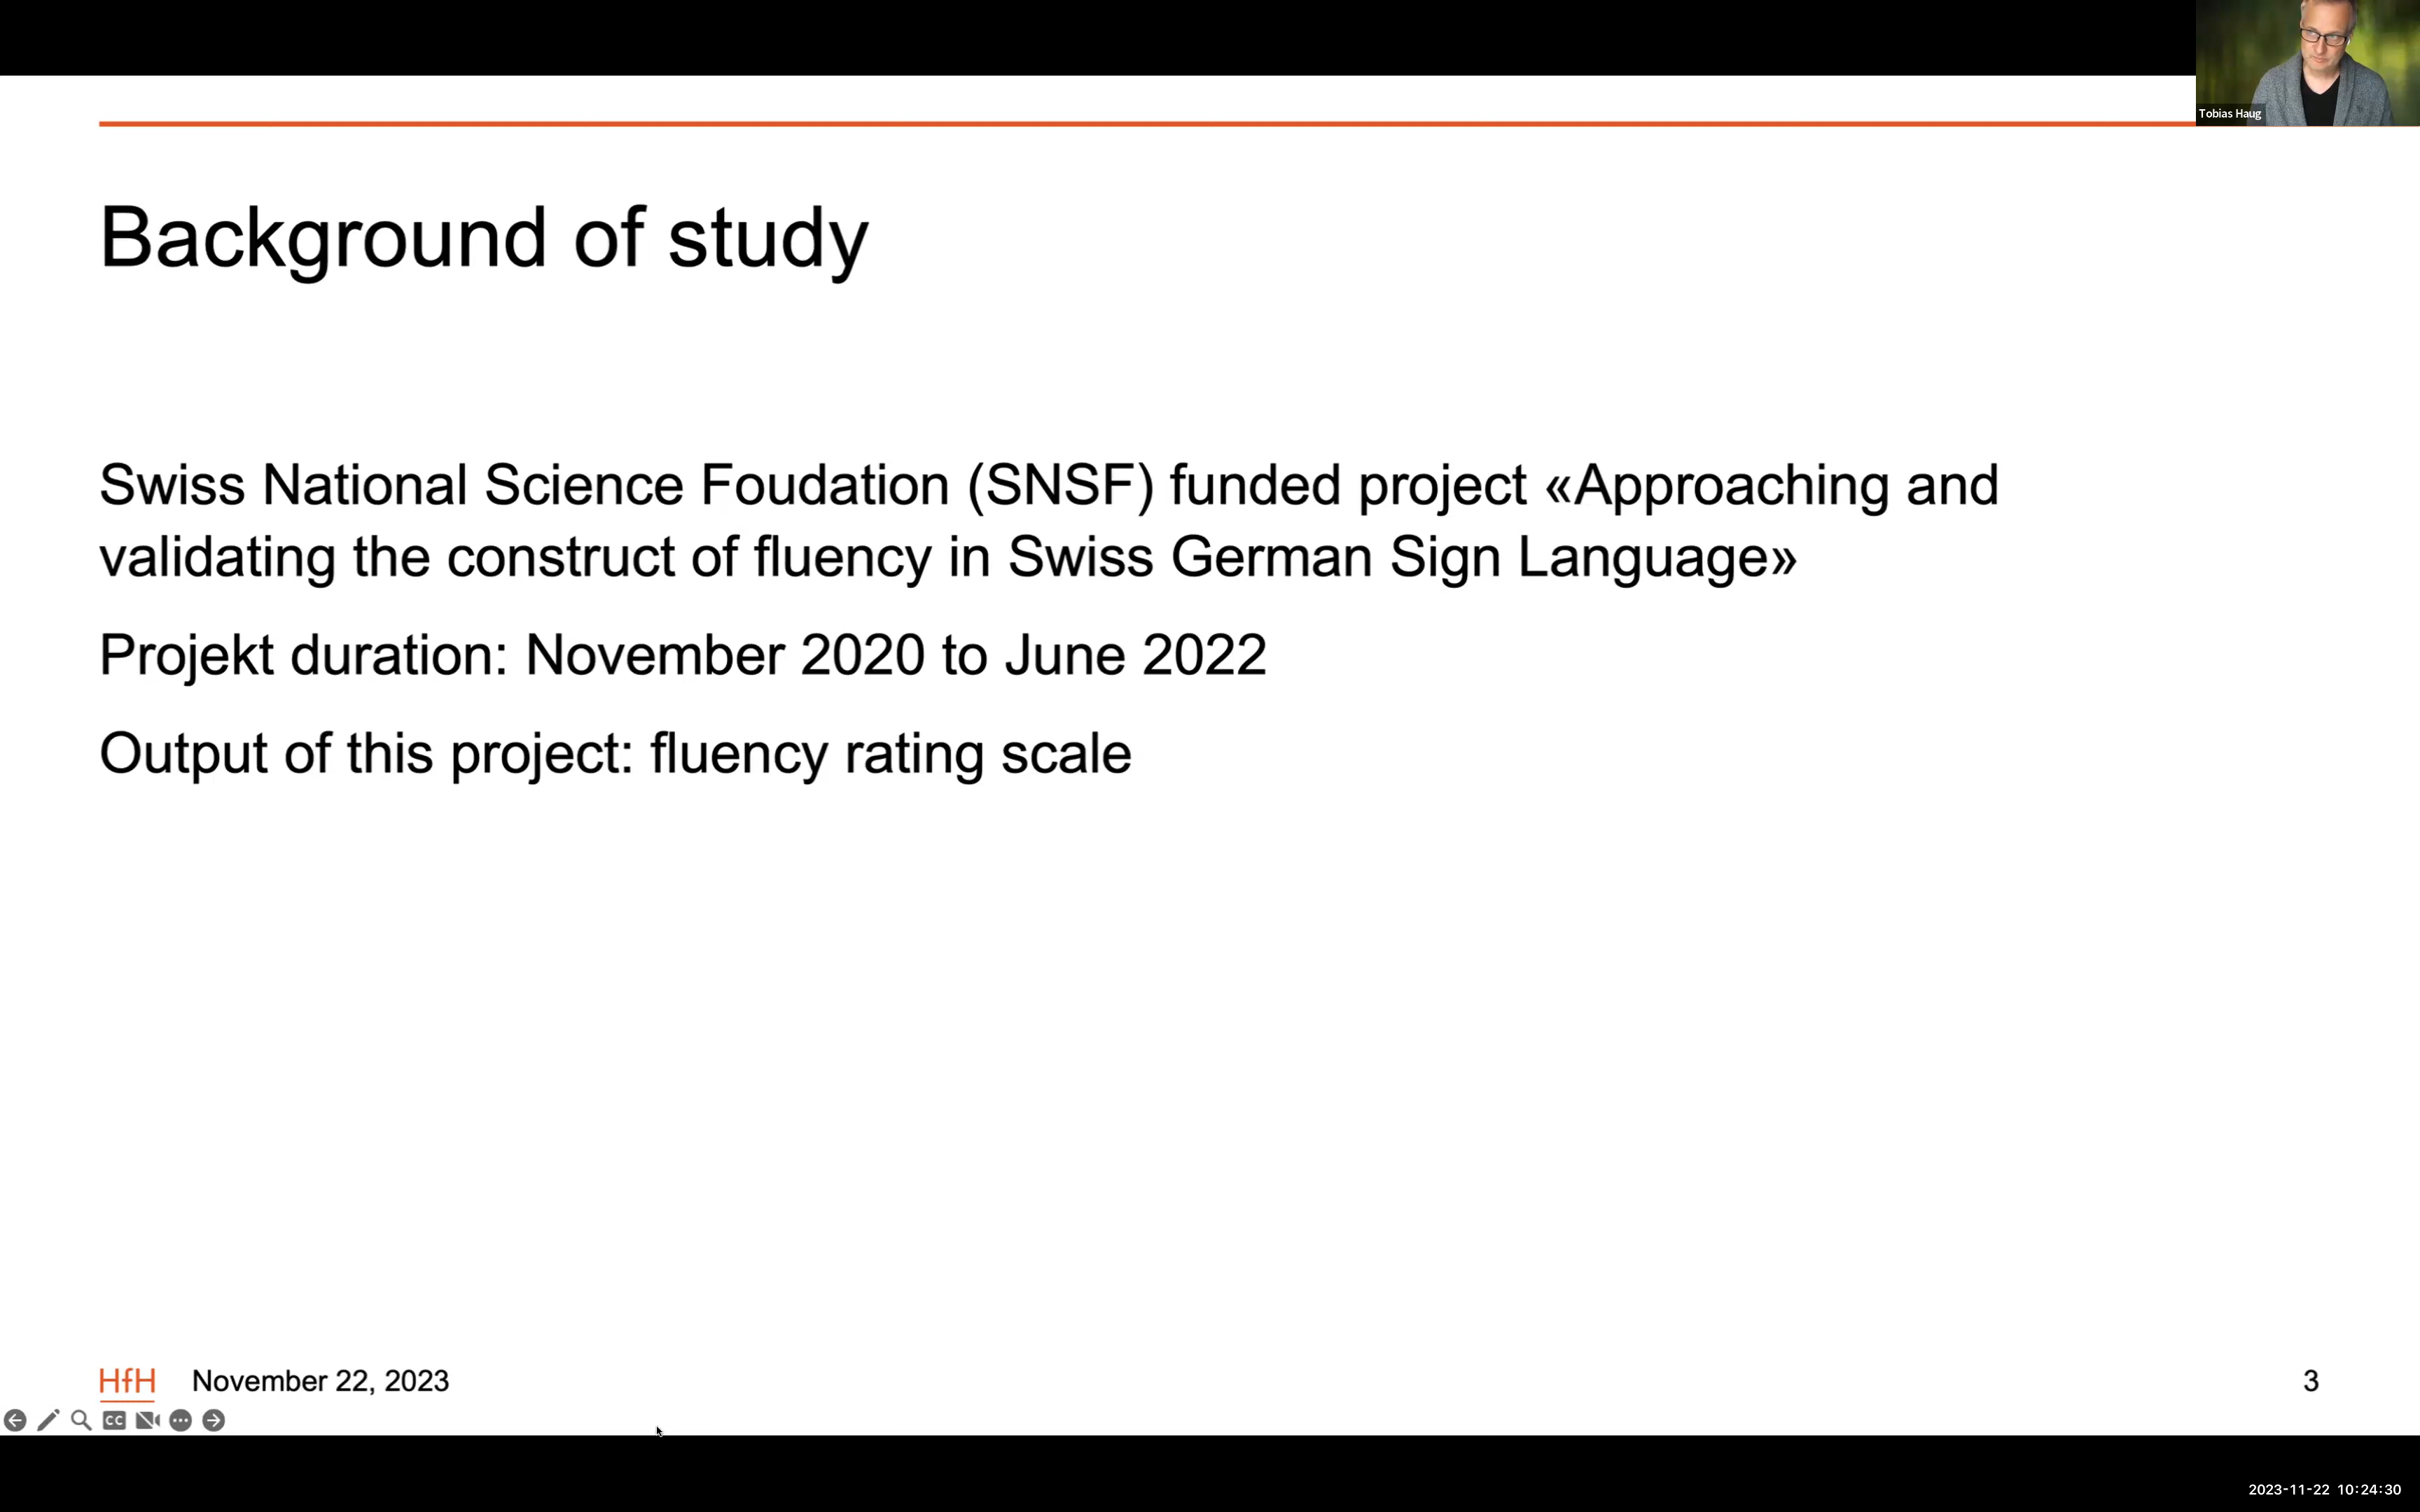 Tobias Haug
Background of study
Swiss National Science Foudation (SNSF) funded project «Approaching and
validating the construct of fluency in Swiss German Sign Language»
Projekt duration: November 2020 to June 2022
Output of this project: fluency rating scale
HfH November 22, 2023 3
CC
2023-11-22 10:24:30